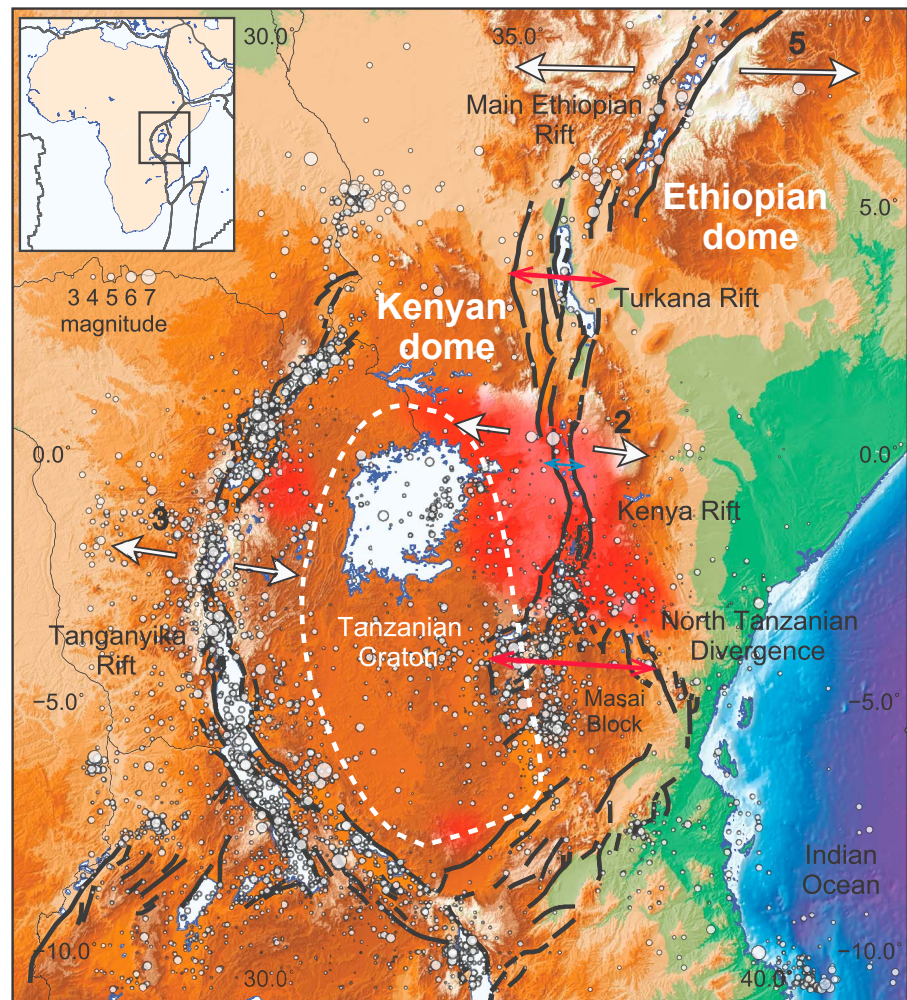 30.0°
35.0°
5
Main Ethiopian
Rift
Ethiopian
dome
5.0°
3 4 5 6 7
magnitude
Kenyan
dome
Turkana Rift
2
0.0°
0.0°
Kenya Rift
3
Tanganyika
Rift
Tanzanian
Craton
North Tanzanian
Divergence
−5.0°
Masai
Block
−5.0°
Indian
Ocean
−10.0°
30.0°
40.0°
−10.0°